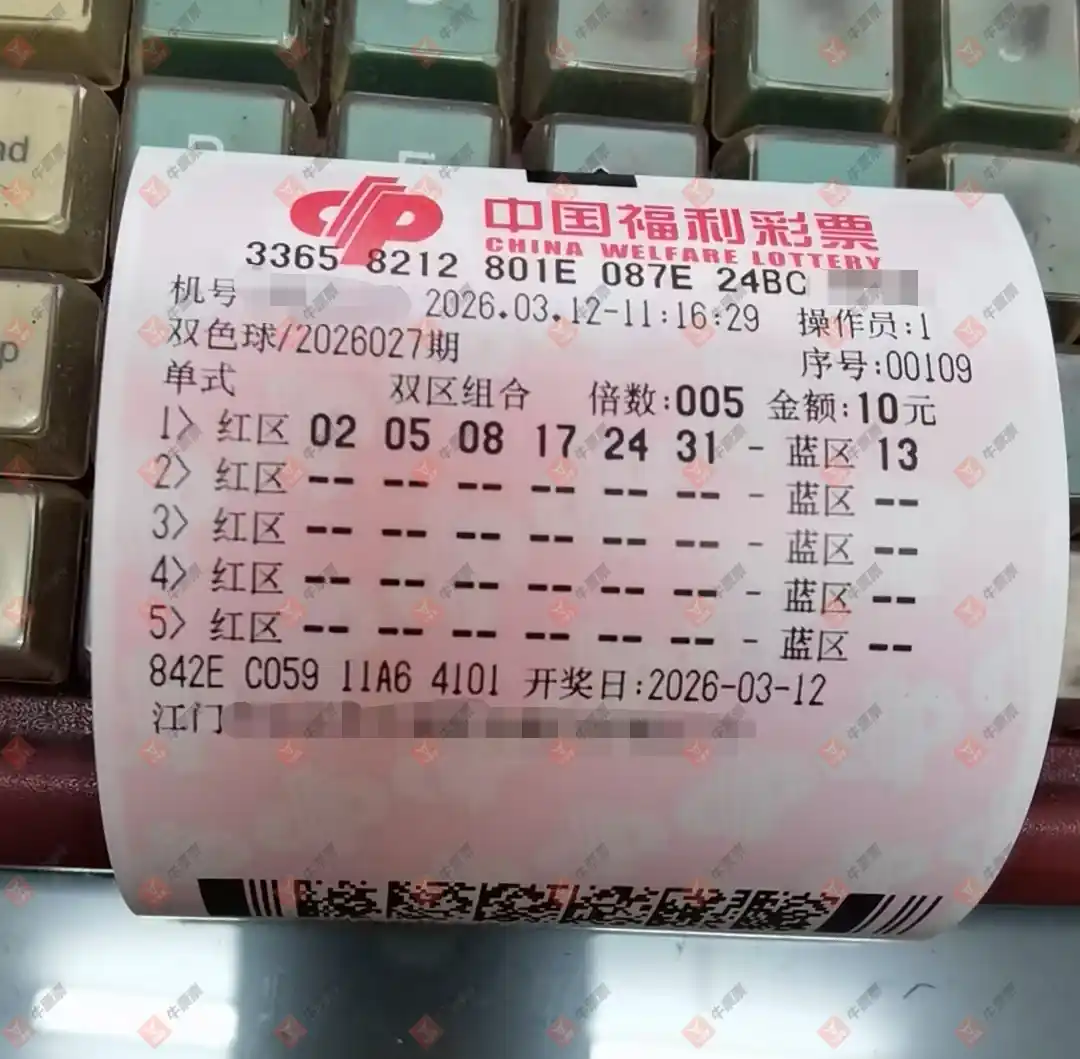 中国福利彩票
CHINA WELFARE LOTTERY
3365 8212 801E 087E 24BC
机号 2026.03.12-11:16:29 操作员:1
双色球/2026027期 序号:00109
单式 双区组合 倍数:005 金额:10元
1> 红区 02 05 08 17 24 31 - 蓝区 13
2> 红区 -- -- -- -- -- -- - 蓝区 --
3> 红区 -- -- -- -- -- -- - 蓝区 --
4> 红区 -- -- -- -- -- -- - 蓝区 --
5> 红区 -- -- -- -- -- -- - 蓝区 --
842E C059 11A6 4101 开奖日:2026-03-12
江门